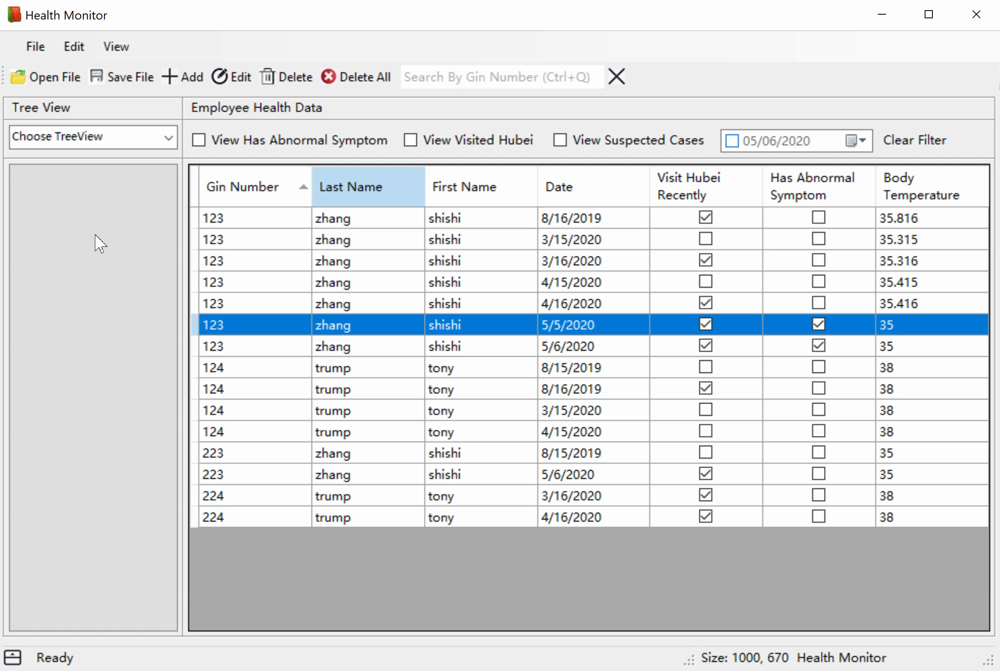 Health Monitor
File Edit View
Open File Save File Add Edit Delete Delete All Search By Gin Number (Ctrl+Q)
Tree View Employee Health Data
Choose TreeView View Has Abnormal Symptom View Visited Hubei View Suspected Cases 05/06/2020 Clear Filter
Gin Number Last Name First Name Date Visit Hubei Recently Has Abnormal Symptom Body Temperature
123 zhang shishi 8/16/2019 35.816
123 zhang shishi 3/15/2020 35.315
123 zhang shishi 3/16/2020 35.316
123 zhang shishi 4/15/2020 35.415
123 zhang shishi 4/16/2020 35.416
123 zhang shishi 5/5/2020 35
123 zhang shishi 5/6/2020 35
124 trump tony 8/15/2019 38
124 trump tony 8/16/2019 38
124 trump tony 3/15/2020 38
124 trump tony 4/15/2020 38
223 zhang shishi 8/15/2019 35
223 zhang shishi 5/6/2020 35
224 trump tony 3/16/2020 38
224 trump tony 4/16/2020 38
Ready Size: 1000, 670 Health Monitor